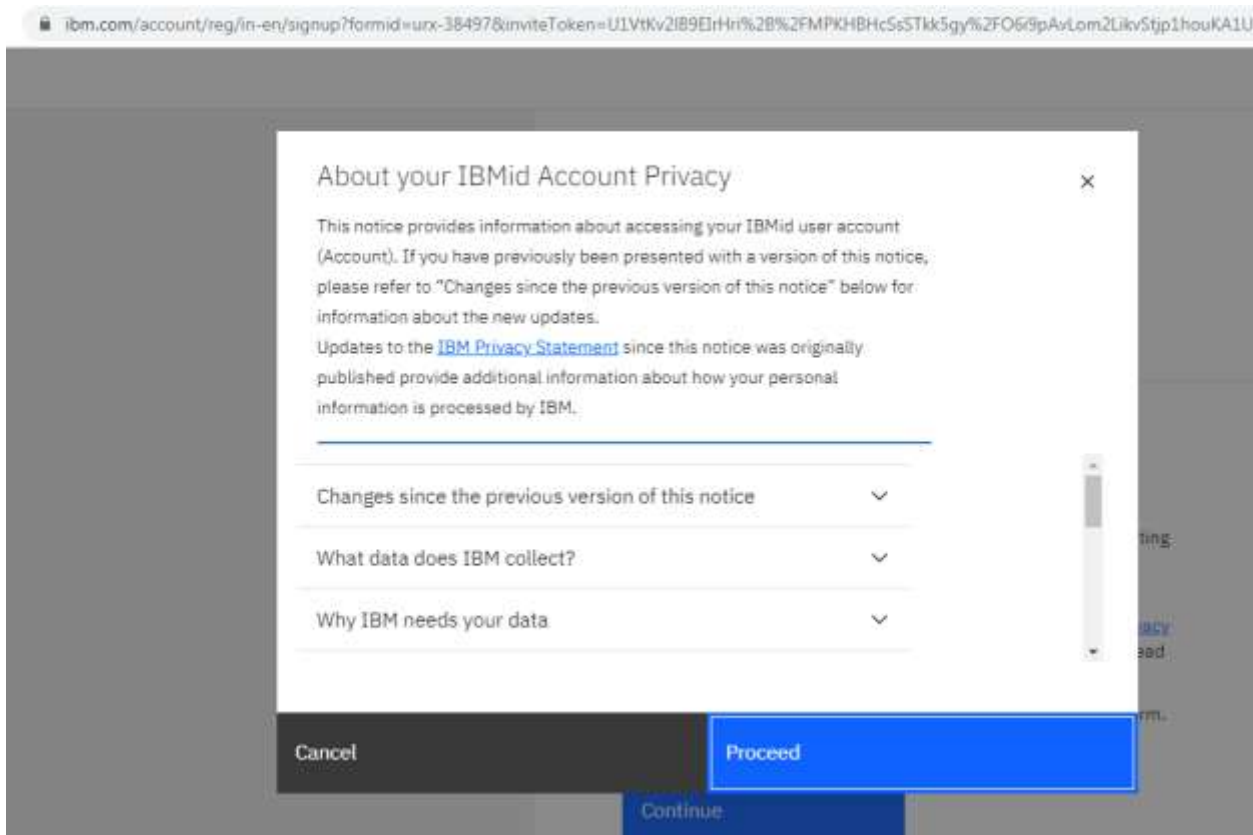 ibm.com/account/reg/in-en/signup?formid=urx-38497&inviteToken=
About your IBMid Account Privacy
This notice provides information about accessing your IBMid user account
(Account). If you have previously been presented with a version of this notice,
please refer to "Changes since the previous version of this notice" below for
information about the new updates.
Updates to the IBM Privacy Statement since this notice was originally
published provide additional information about how your personal
information is processed by IBM.
Changes since the previous version of this notice
What data does IBM collect?
ting
Why IBM needs your data
acy
ead
rm.
Cancel
Proceed
Continue